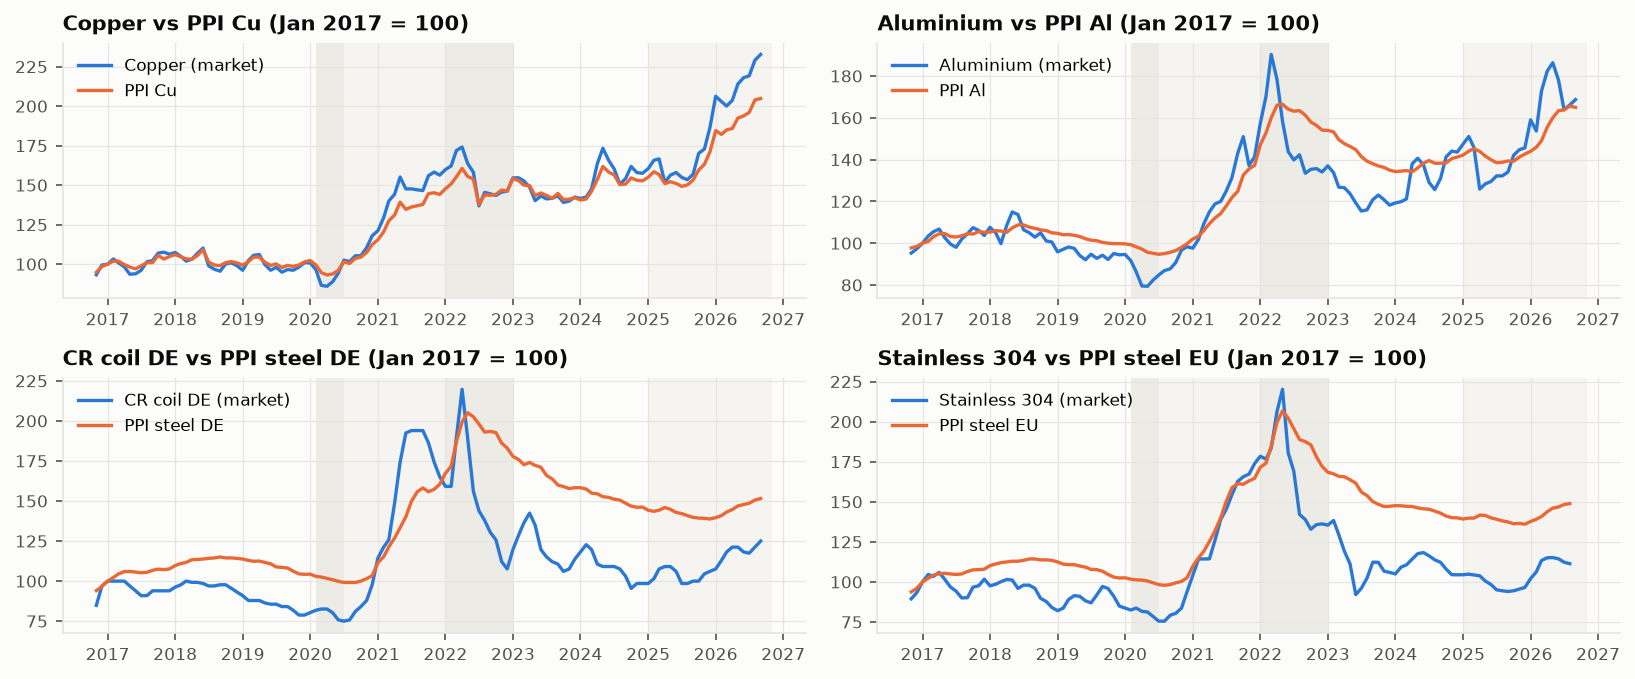 Copper vs PPI Cu (Jan 2017 = 100)
Copper (market)
PPI Cu
225
200
175
150
125
100
2017 2018 2019 2020 2021 2022 2023 2024 2025 2026 2027
Aluminium vs PPI Al (Jan 2017 = 100)
Aluminium (market)
PPI Al
180
160
140
120
100
80
2017 2018 2019 2020 2021 2022 2023 2024 2025 2026 2027
CR coil DE vs PPI steel DE (Jan 2017 = 100)
CR coil DE (market)
PPI steel DE
225
200
175
150
125
100
75
2017 2018 2019 2020 2021 2022 2023 2024 2025 2026 2027
Stainless 304 vs PPI steel EU (Jan 2017 = 100)
Stainless 304 (market)
PPI steel EU
225
200
175
150
125
100
75
2017 2018 2019 2020 2021 2022 2023 2024 2025 2026 2027